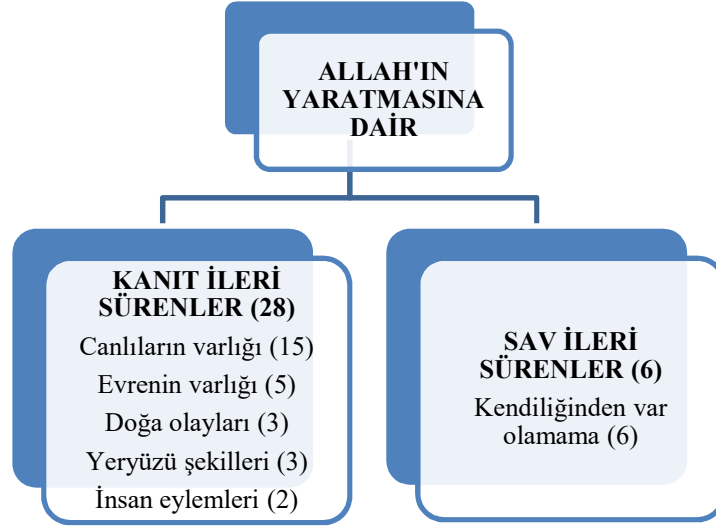 ALLAH'IN
YARATMASINA
DAİR
KANIT İLERİ
SÜRENLER (28)
Canlıların varlığı (15)
Evrenin varlığı (5)
Doğa olayları (3)
Yeryüzü şekilleri (3)
İnsan eylemleri (2)
SAV İLERİ
SÜRENLER (6)
Kendiliğinden var
olamama (6)